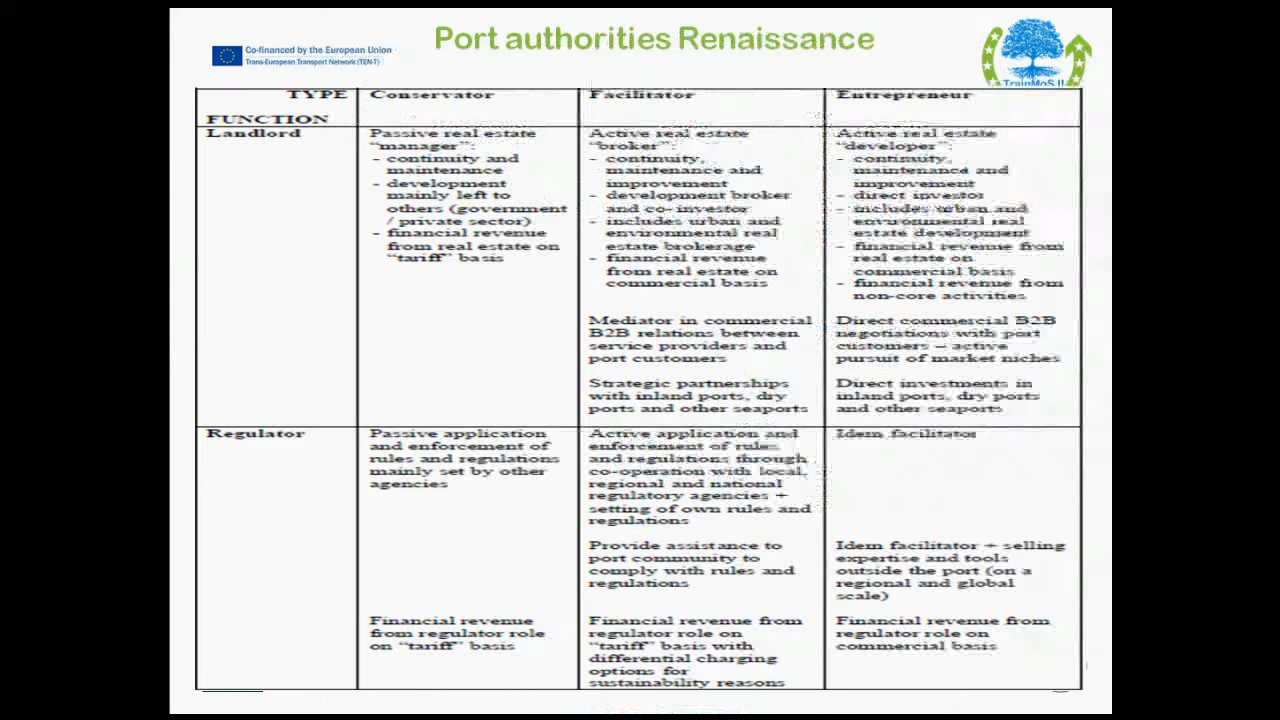 Port authorities Renaissance
Co-financed by the European Union
Trans-European Transport Network (TEN-T)
TrainMoS II
TYPE
FUNCTION
Conservator
Facilitator
Entrepreneur
Landlord
Passive real estate
"manager":
- continuity and
maintenance
- development
mainly left to
others (government
/ private sector)
- financial revenue
from real estate on
"tariff" basis
Active real estate
"broker":
- continuity,
maintenance and
improvement
- development broker
and co-investor
- includes urban and
environmental real
estate brokerage
- financial revenue
from real estate on
commercial basis
Mediator in commercial
B2B relations between
service providers and
port customers
Strategic partnerships
with inland ports, dry
ports and other seaports
Active real estate
"developer":
- continuity,
maintenance and
improvement
- direct investor
- includes urban and
environmental real
estate development
- financial revenue from
real estate on
commercial basis
- financial revenue from
non-core activities
Direct commercial B2B
negotiations with port
customers – active
pursuit of market niches
Direct investments in
inland ports, dry ports
and other seaports
Regulator
Passive application
and enforcement of
rules and regulations
mainly set by other
agencies
Financial revenue
from regulator role
on "tariff" basis
Active application and
enforcement of rules
and regulations through
co-operation with local,
regional and national
regulatory agencies +
setting of own rules and
regulations
Provide assistance to
port community to
comply with rules and
regulations
Financial revenue from
regulator role on
"tariff" basis with
differential charging
options for
sustainability reasons
Idem facilitator
Idem facilitator + selling
expertise and tools
outside the port (on a
regional and global
scale)
Financial revenue from
regulator role on
commercial basis